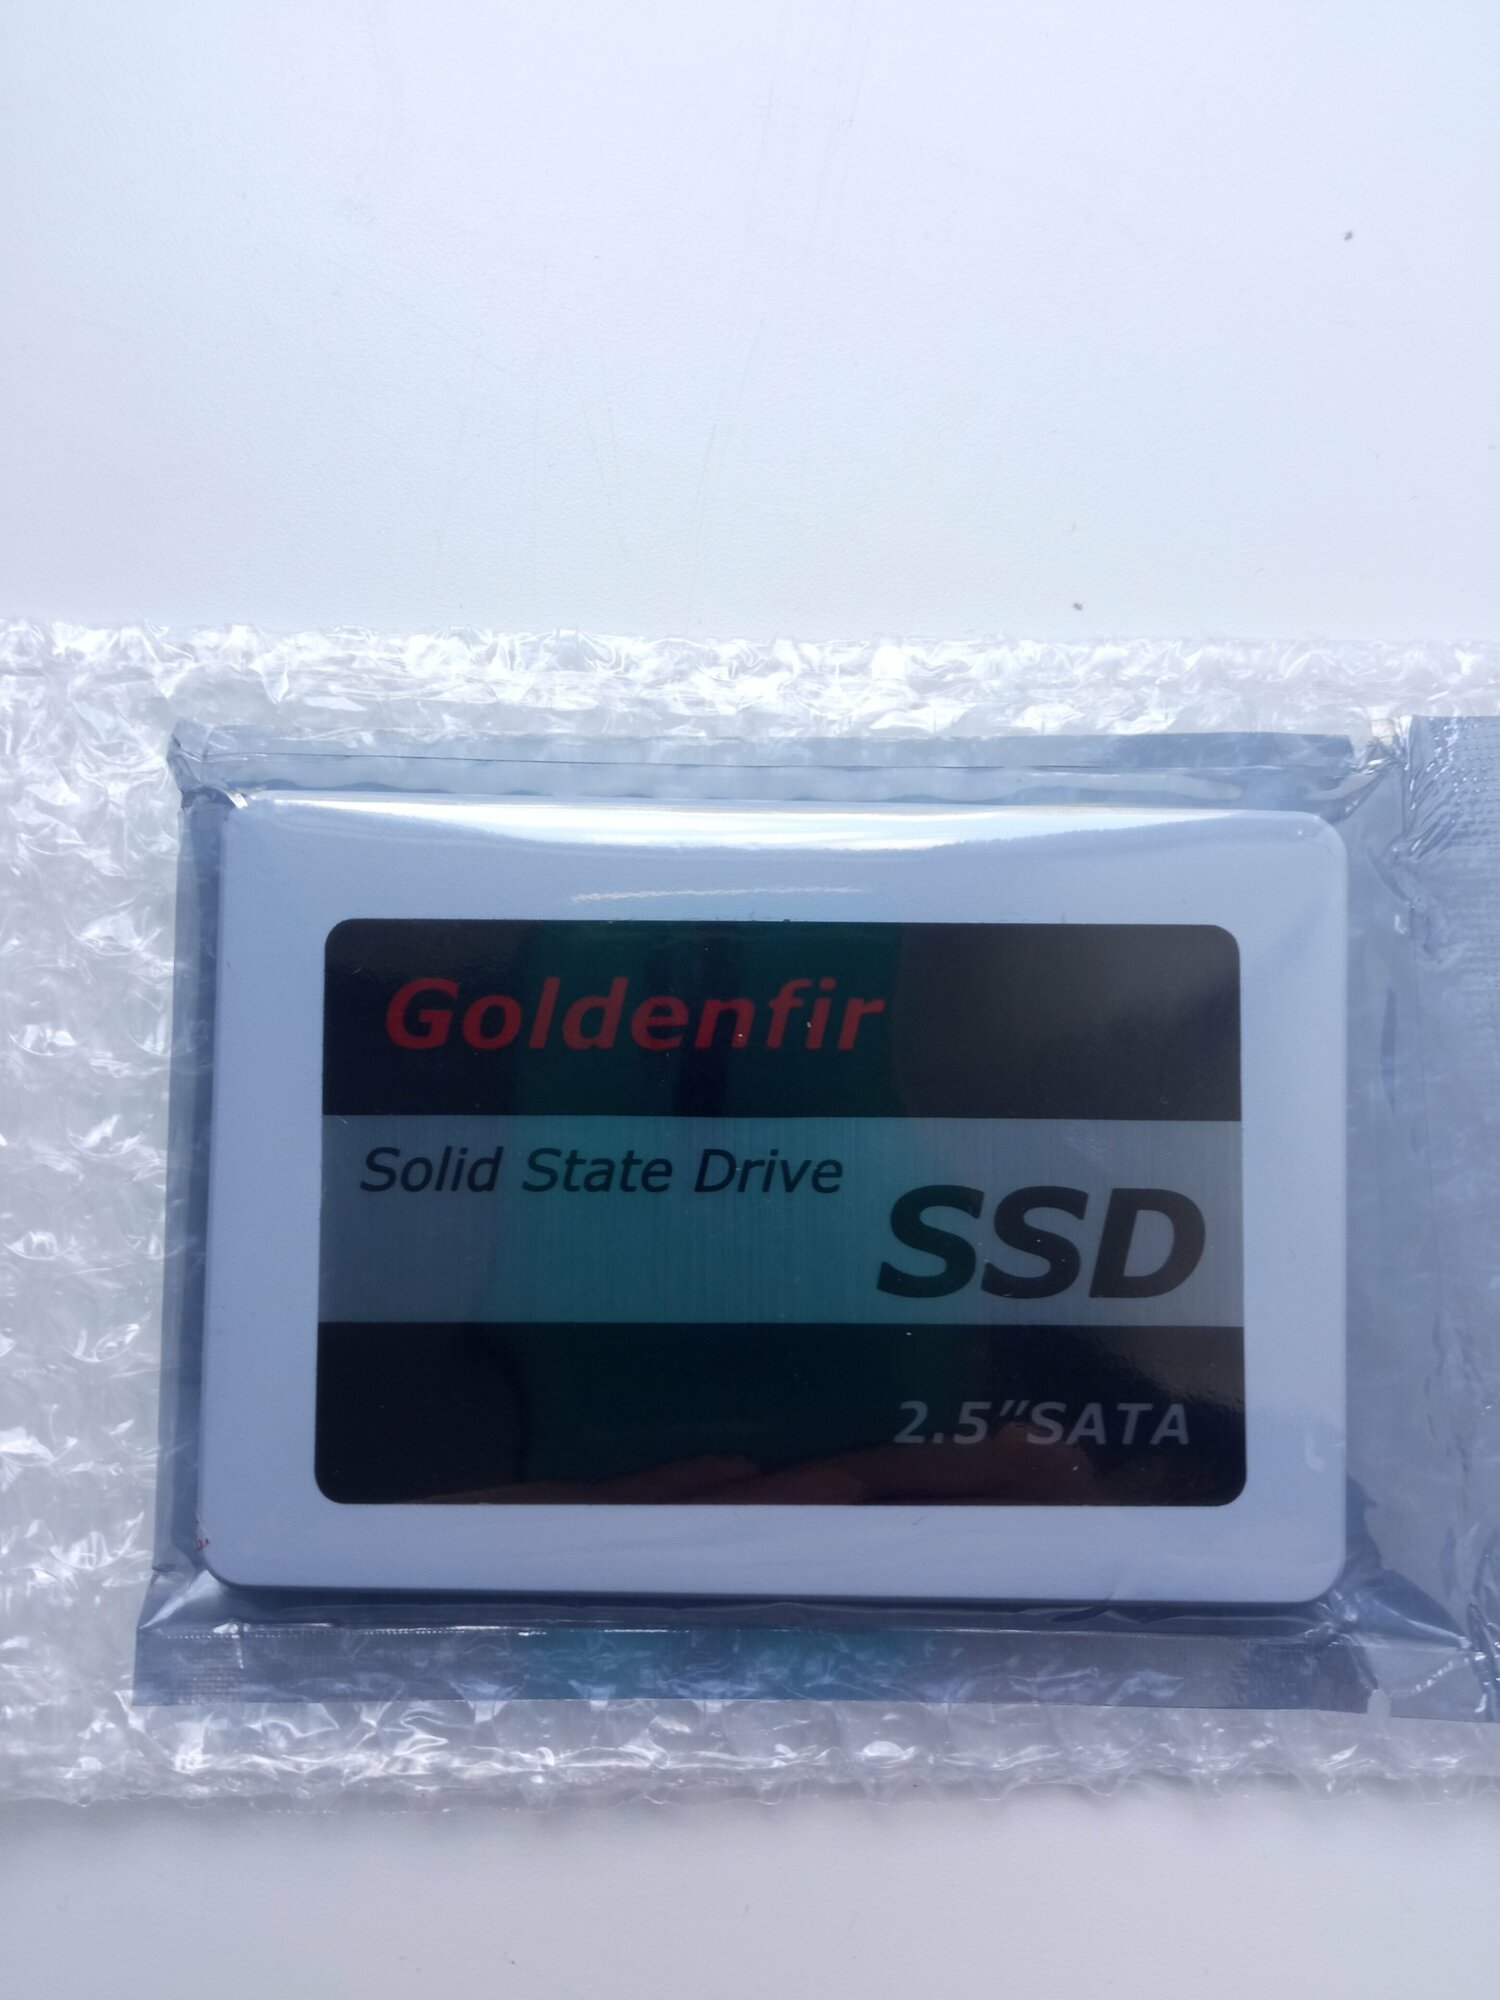 Goldenfir
Solid State Drive
SSD
2.5"SATA